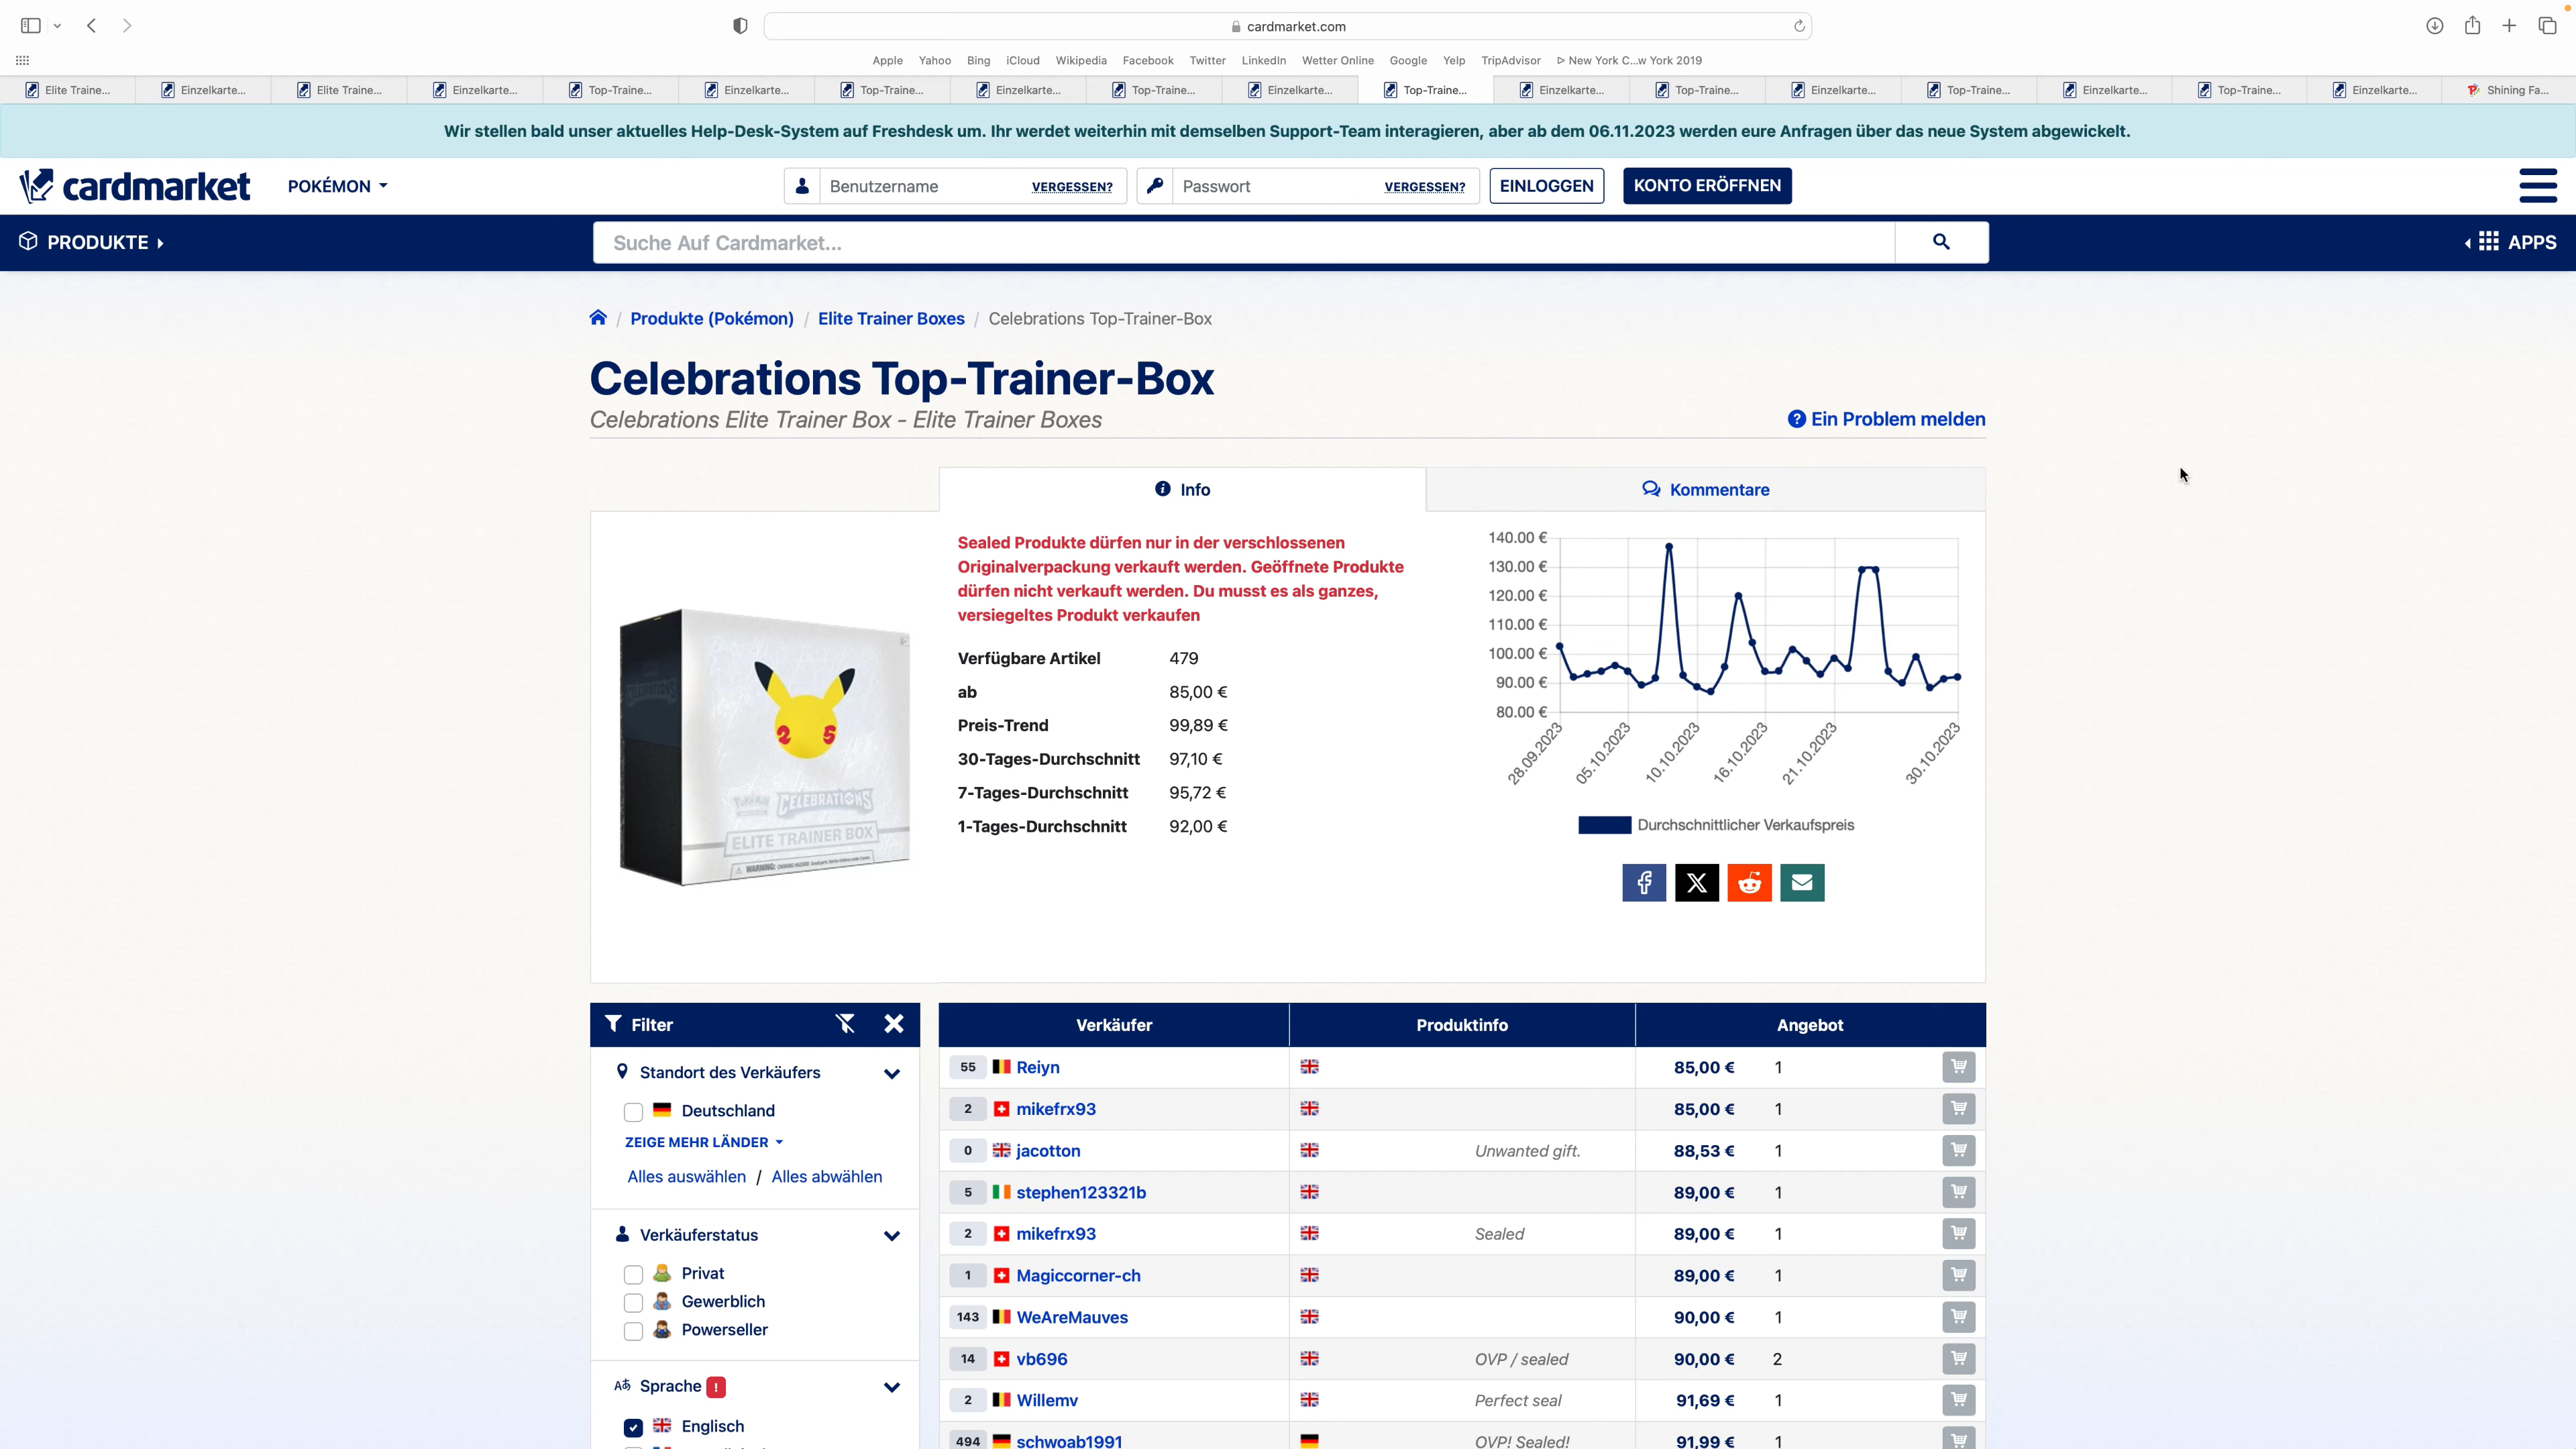 cardmarket.com
Apple Yahoo Bing iCloud Wikipedia Facebook Twitter LinkedIn Wetter Online Google Yelp TripAdvisor ᐅ New York C...w York 2019
Elite Traine... Einzelkarte... Elite Traine... Einzelkarte... Top-Traine... Einzelkarte... Top-Traine... Einzelkarte... Top-Traine... Einzelkarte... Top-Traine... Einzelkarte... Top-Traine... Einzelkarte... Top-Traine... Einzelkarte... Top-Traine... Einzelkarte... Shining Fa...
Wir stellen bald unser aktuelles Help-Desk-System auf Freshdesk um. Ihr werdet weiterhin mit demselben Support-Team interagieren, aber ab dem 06.11.2023 werden eure Anfragen über das neue System abgewickelt.
cardmarket POKÉMON Benutzername VERGESSEN? Passwort VERGESSEN? EINLOGGEN KONTO ERÖFFNEN
PRODUKTE Suche Auf Cardmarket... APPS
/ Produkte (Pokémon) / Elite Trainer Boxes / Celebrations Top-Trainer-Box
Celebrations Top-Trainer-Box
Celebrations Elite Trainer Box - Elite Trainer Boxes
Ein Problem melden
Info Kommentare
Sealed Produkte dürfen nur in der verschlossenen
Originalverpackung verkauft werden. Geöffnete Produkte
dürfen nicht verkauft werden. Du musst es als ganzes,
versiegeltes Produkt verkaufen
Verfügbare Artikel 479
ab 85,00 €
Preis-Trend 99,89 €
30-Tages-Durchschnitt 97,10 €
7-Tages-Durchschnitt 95,72 €
1-Tages-Durchschnitt 92,00 €
2 5
Pokémon
CELEBRATIONS
ELITE TRAINER BOX
140.00 €
130.00 €
120.00 €
110.00 €
100.00 €
90.00 €
80.00 €
28.09.2023 05.10.2023 10.10.2023 16.10.2023 21.10.2023 30.10.2023
Durchschnittlicher Verkaufspreis
Filter
Standort des Verkäufers
Deutschland
ZEIGE MEHR LÄNDER
Alles auswählen / Alles abwählen
Verkäuferstatus
Privat
Gewerblich
Powerseller
Sprache !
Englisch
Verkäufer Produktinfo Angebot
55 Reiyn 85,00 € 1
2 mikefrx93 85,00 € 1
0 jacotton Unwanted gift. 88,53 € 1
5 stephen123321b 89,00 € 1
2 mikefrx93 Sealed 89,00 € 1
1 Magiccorner-ch 89,00 € 1
143 WeAreMauves 90,00 € 1
14 vb696 OVP / sealed 90,00 € 2
2 Willemv Perfect seal 91,69 € 1
494 schwoab1991 OVP! Sealed! 91,99 € 1